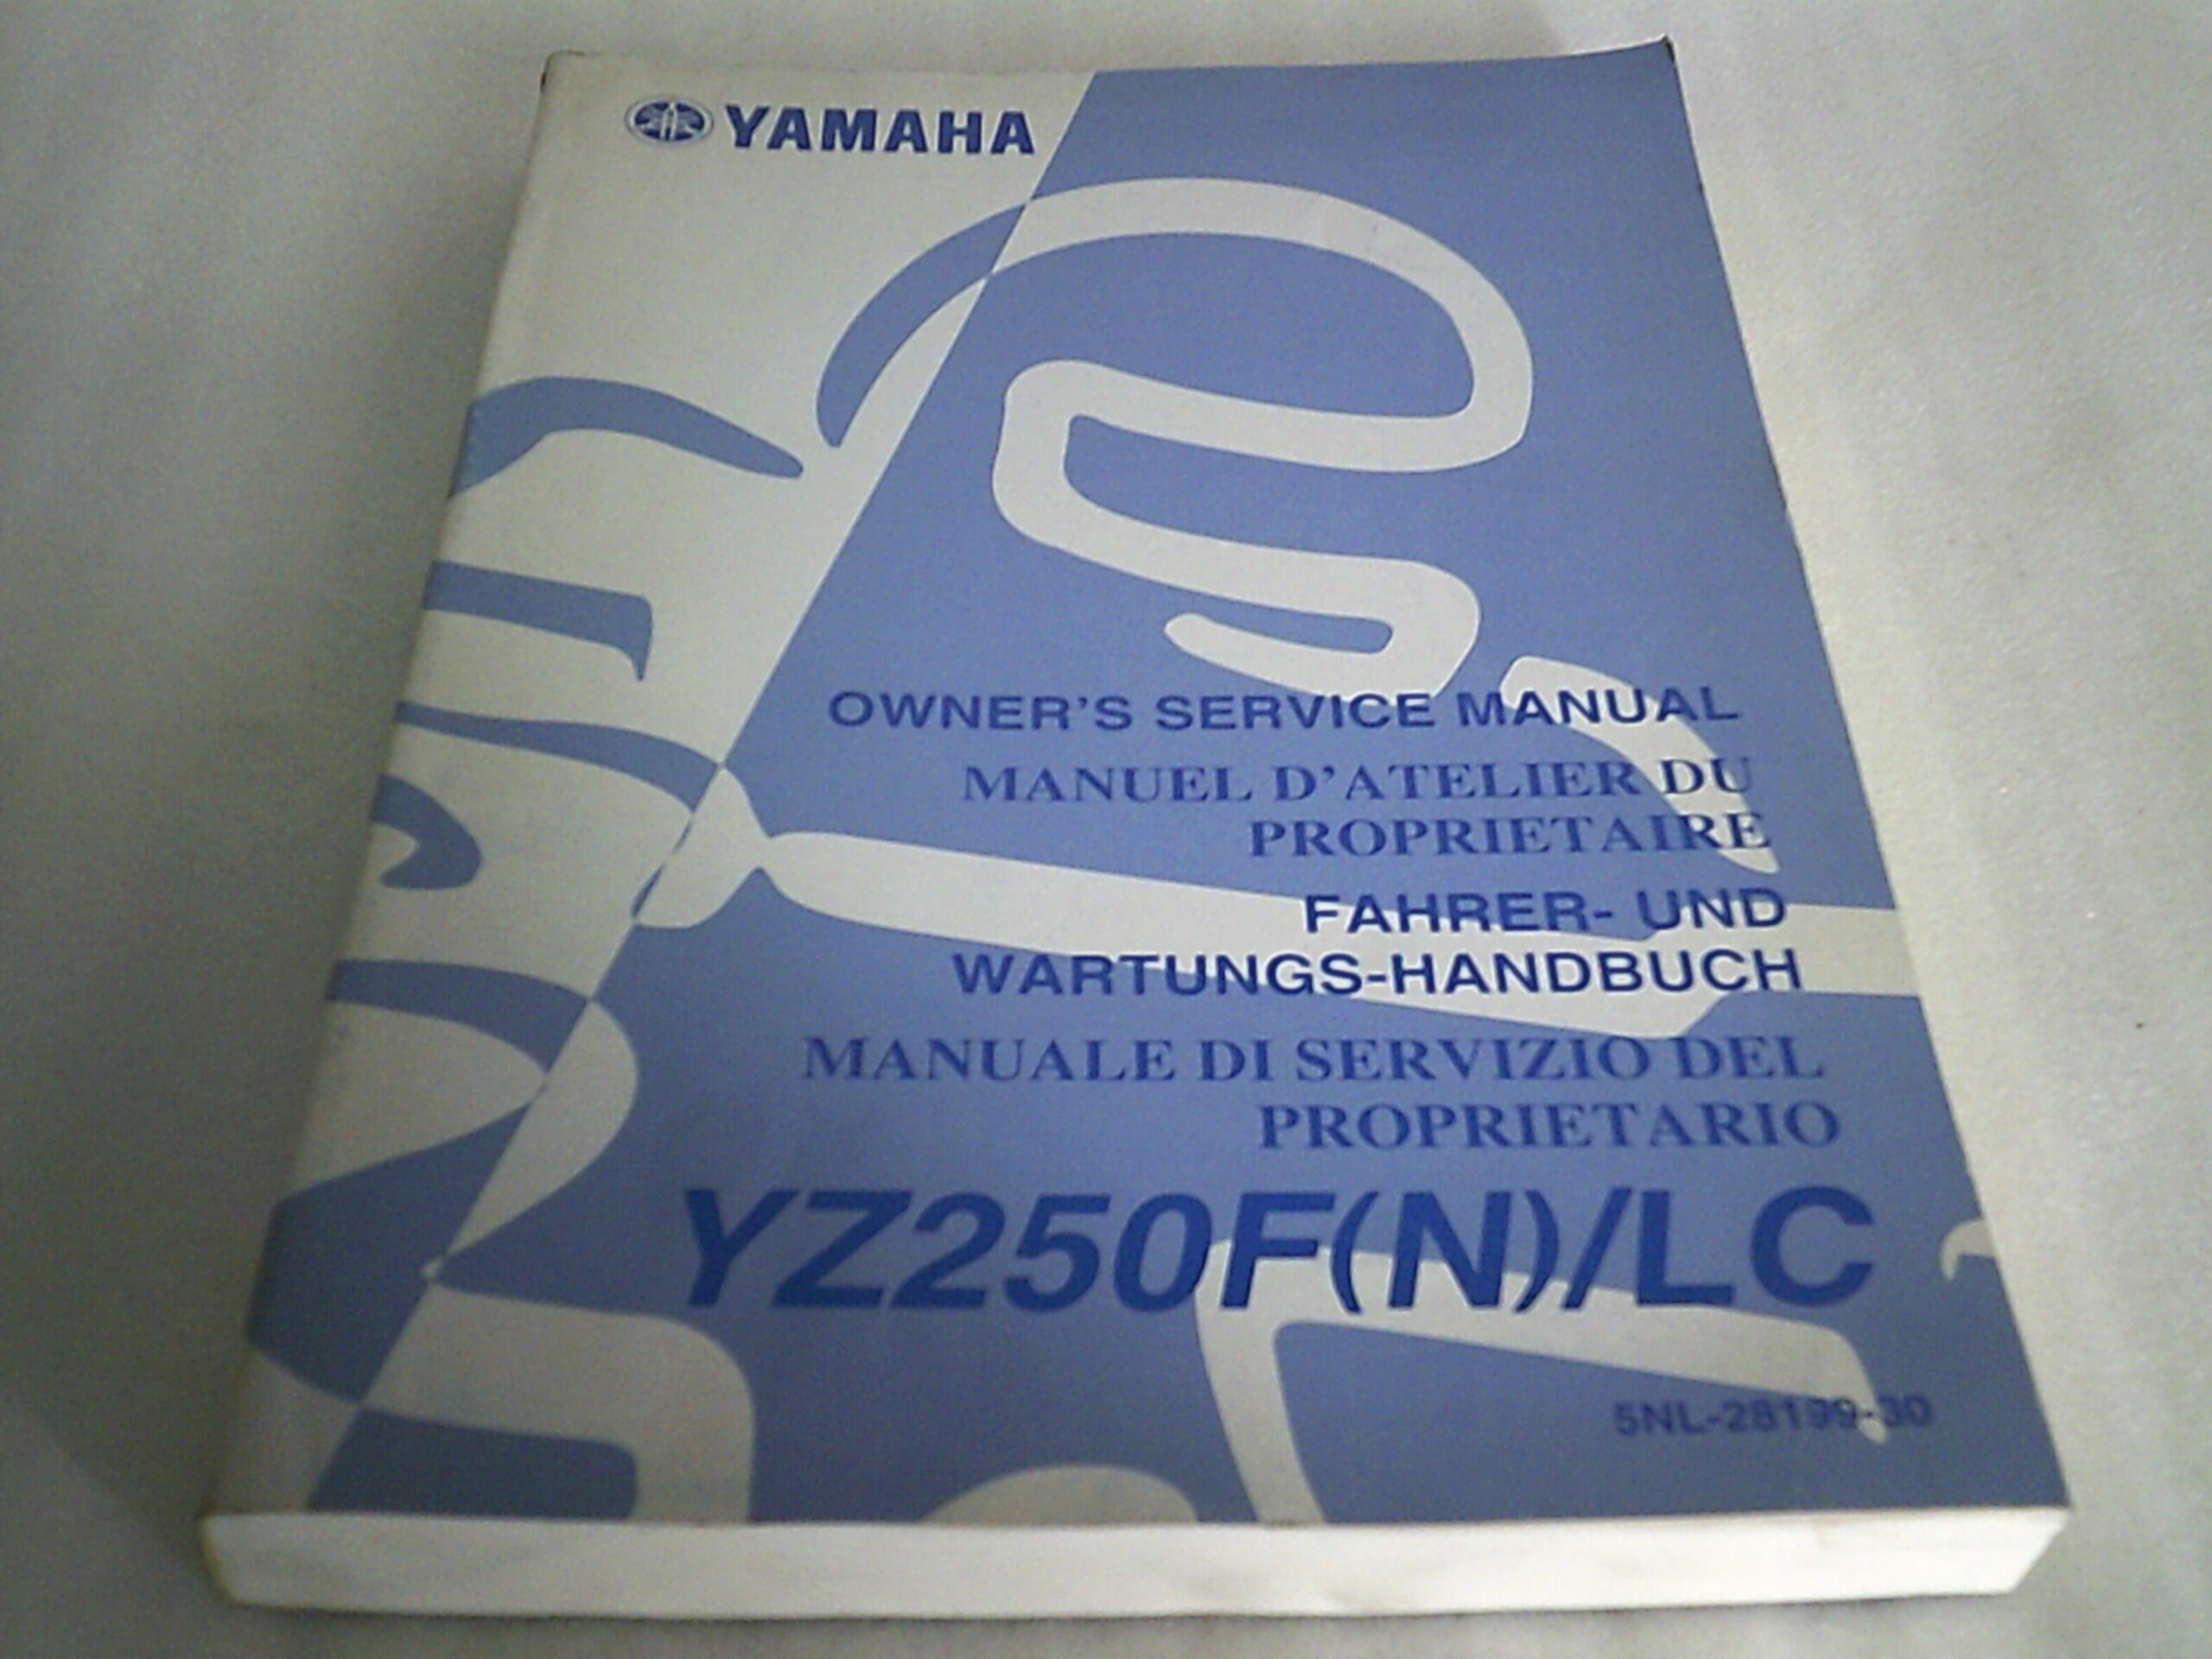 YAMAHA
OWNER'S SERVICE MANUAL
MANUEL D'ATELIER DU
PROPRIETAIRE
FAHRER- UND
WARTUNGS-HANDBUCH
MANUALE DI SERVIZIO DEL
PROPRIETARIO
YZ250F(N)/LC
5NL-28199-30